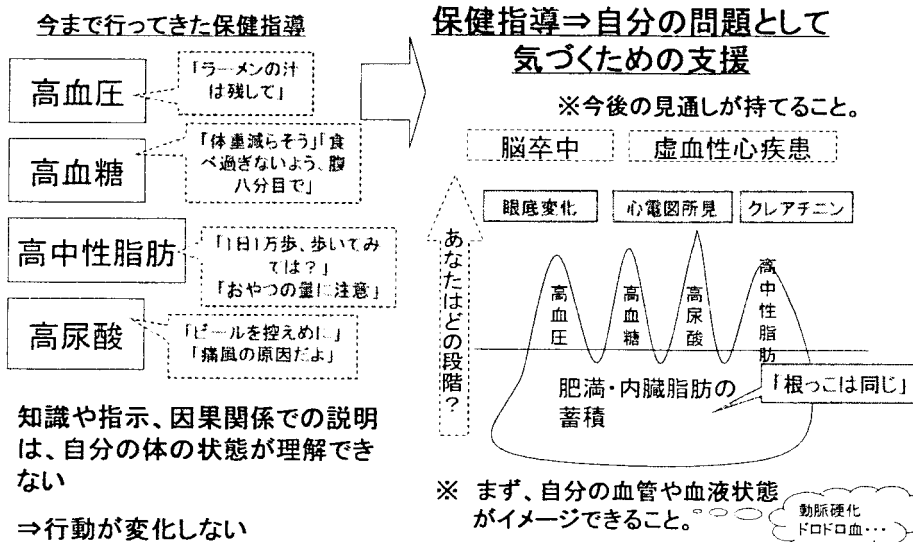 今まで行ってきた保健指導
高血圧
「ラーメンの汁
は残して」
高血糖
「体重減らそう」「食
べ過ぎないよう、腹
八分目で」
高中性脂肪
「1日1万歩、歩いてみ
ては？」
「おやつの量に注意」
高尿酸
「ビールを控えめに」
「痛風の原因だよ」
知識や指示、因果関係での説明
は、自分の体の状態が理解でき
ない
⇒行動が変化しない
保健指導⇒自分の問題として
気づくための支援
※今後の見通しが持てること。
脳卒中
虚血性心疾患
あなたはどの段階？
眼底変化
心電図所見
クレアチニン
高血圧
高血糖
高尿酸
高中性脂肪
肥満・内臓脂肪の
蓄積
「根っこは同じ」
※ まず、自分の血管や血液状態
がイメージできること。
動脈硬化
ドロドロ血・・・